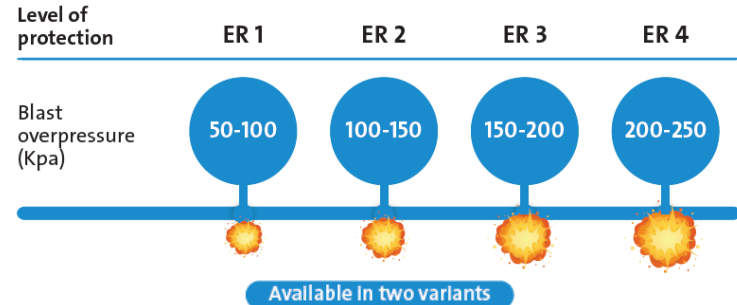 Level of
protection
ER 1 ER 2 ER 3 ER 4
Blast
overpressure
(Kpa)
50-100 100-150 150-200 200-250
Available in two variants